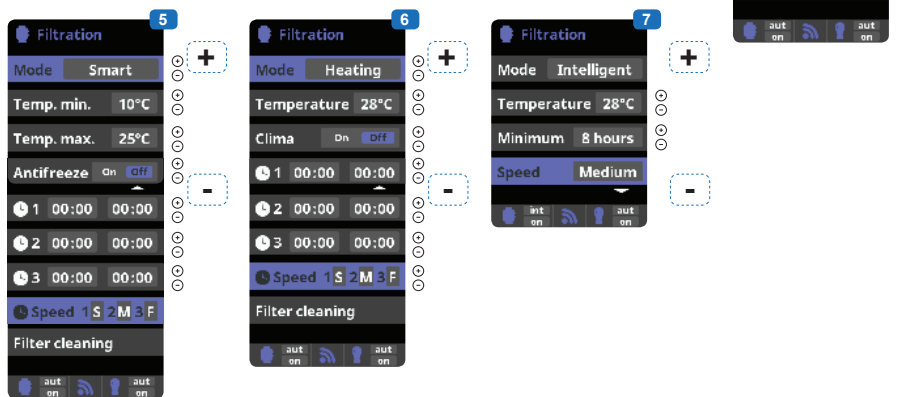 5
Filtration
Mode Smart
Temp. min. 10°C
Temp. max. 25°C
Antifreeze On Off
1 00:00 00:00
2 00:00 00:00
3 00:00 00:00
Speed 1 S 2 M 3 F
Filter cleaning
aut on aut on
+
-
6
Filtration
Mode Heating
Temperature 28°C
Clima On Off
1 00:00 00:00
2 00:00 00:00
3 00:00 00:00
Speed 1 S 2 M 3 F
Filter cleaning
aut on aut on
+
-
7
Filtration
Mode Intelligent
Temperature 28°C
Minimum 8 hours
Speed Medium
int on aut on
+
-
aut on aut on